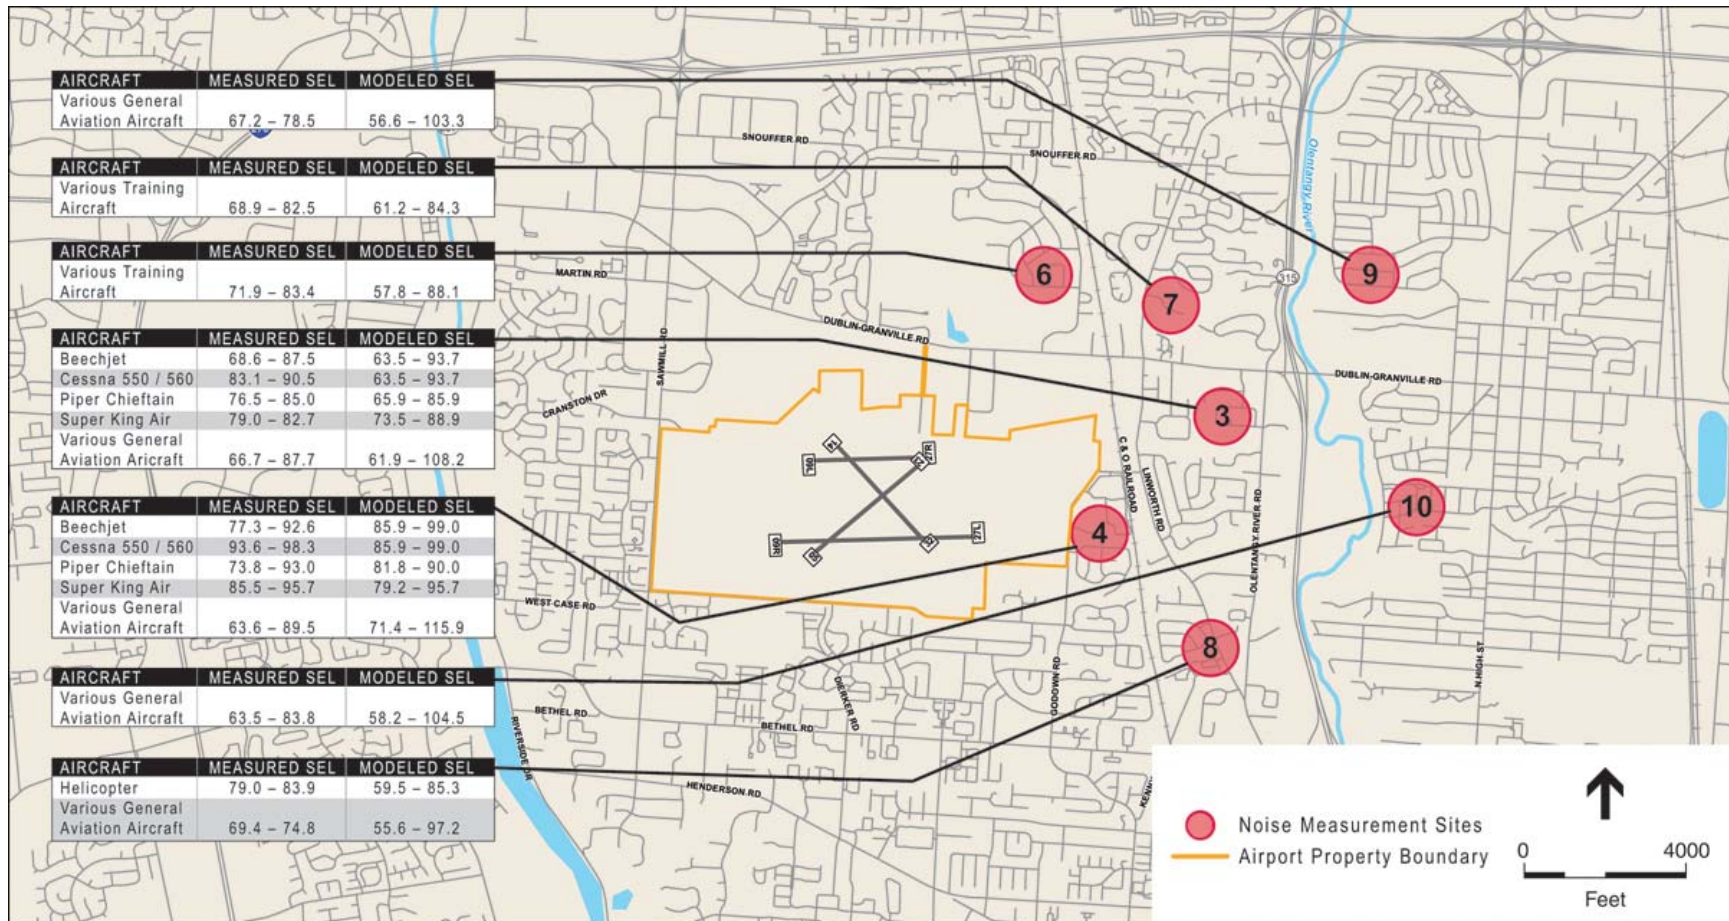 AIRCRAFT MEASURED SEL MODELED SEL
Various General
Aviation Aircraft 67.2 – 78.5 56.6 – 103.3
AIRCRAFT MEASURED SEL MODELED SEL
Various Training
Aircraft 68.9 – 82.5 61.2 – 84.3
AIRCRAFT MEASURED SEL MODELED SEL
Various Training
Aircraft 71.9 – 83.4 57.8 – 88.1
AIRCRAFT MEASURED SEL MODELED SEL
Beechjet 68.6 – 87.5 63.5 – 93.7
Cessna 550 / 560 83.1 – 90.5 63.5 – 93.7
Piper Chieftain 76.5 – 85.0 65.9 – 85.9
Super King Air 79.0 – 82.7 73.5 – 88.9
Various General
Aviation Aricraft 66.7 – 87.7 61.9 – 108.2
AIRCRAFT MEASURED SEL MODELED SEL
Beechjet 77.3 – 92.6 85.9 – 99.0
Cessna 550 / 560 93.6 – 98.3 85.9 – 99.0
Piper Chieftain 73.8 – 93.0 81.8 – 90.0
Super King Air 85.5 – 95.7 79.2 – 95.7
Various General
Aviation Aircraft 63.6 – 89.5 71.4 – 115.9
AIRCRAFT MEASURED SEL MODELED SEL
Various General
Aviation Aircraft 63.5 – 83.8 58.2 – 104.5
AIRCRAFT MEASURED SEL MODELED SEL
Helicopter 79.0 – 83.9 59.5 – 85.3
Various General
Aviation Aircraft 69.4 – 74.8 55.6 – 97.2
SNOUFFER RD
SNOUFFER RD
Olentangy River
MARTIN RD
6
7
9
315
DUBLIN-GRANVILLE RD
SAWMILL RD
DUBLIN-GRANVILLE RD
CRANSTON DR
3
14
22
27R
09L
C & O RAILROAD
LINWORTH RD
OLENTANGY RIVER RD
10
4
09R
32
27L
WEST CASE RD
8
GODOWN RD
N.HIGH ST
DIERKER RD
BETHEL RD
BETHEL RD
RIVERSIDE DR
HENDERSON RD
Noise Measurement Sites
Airport Property Boundary
0 4000
Feet